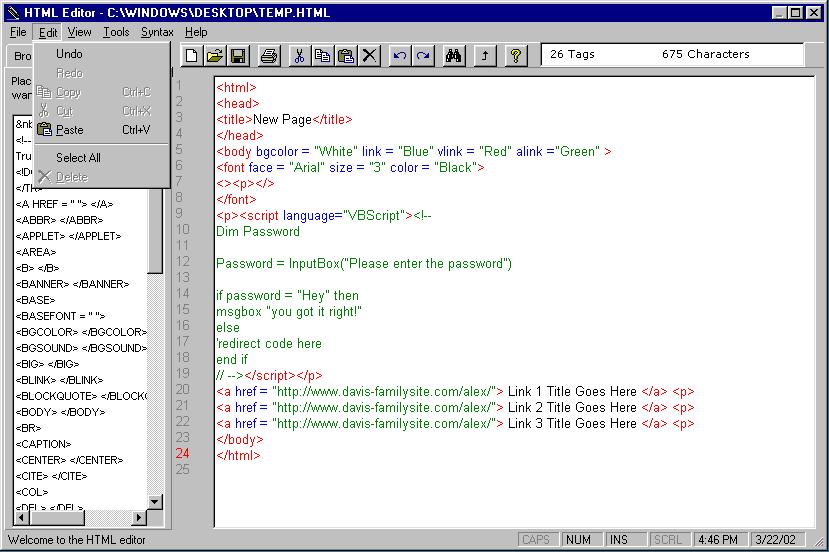 HTML Editor - C:\WINDOWS\DESKTOP\TEMP.HTML
File Edit View Tools Syntax Help
26 Tags 675 Characters
Undo
Redo
Copy Ctrl+C
Cut Ctrl+X
Paste Ctrl+V
Select All
Delete
Bro
Plac
war
&nb
<!--
Tru
</TR>
<A HREF = " "> </A>
<ABBR> </ABBR>
<APPLET> </APPLET>
<AREA>
<B> </B>
<BANNER> </BANNER>
<BASE>
<BASEFONT = " ">
<BGCOLOR> </BGCOLOR>
<BGSOUND> </BGSOUND>
<BIG> </BIG>
<BLINK> </BLINK>
<BLOCKQUOTE> </BLOCKQ
<BODY> </BODY>
<BR>
<CAPTION>
<CENTER> </CENTER>
<CITE> </CITE>
<COL>
<DEL> </DEL>
1 <html>
2 <head>
3 <title>New Page</title>
4 </head>
5 <body bgcolor = "White" link = "Blue" vlink = "Red" alink ="Green" >
6 <font face = "Arial" size = "3" color = "Black">
7 <><p></>
8 </font>
9 <p><script language="VBScript"><!--
10 Dim Password
11
12 Password = InputBox("Please enter the password")
13
14 if password = "Hey" then
15 msgbox "you got it right!"
16 else
17 'redirect code here
18 end if
19 // --></script></p>
20 <a href = "http://www.davis-familysite.com/alex/"> Link 1 Title Goes Here </a> <p>
21 <a href = "http://www.davis-familysite.com/alex/"> Link 2 Title Goes Here </a> <p>
22 <a href = "http://www.davis-familysite.com/alex/"> Link 3 Title Goes Here </a> <p>
23 </body>
24 </html>
25
Welcome to the HTML editor CAPS NUM INS SCRL 4:46 PM 3/22/02